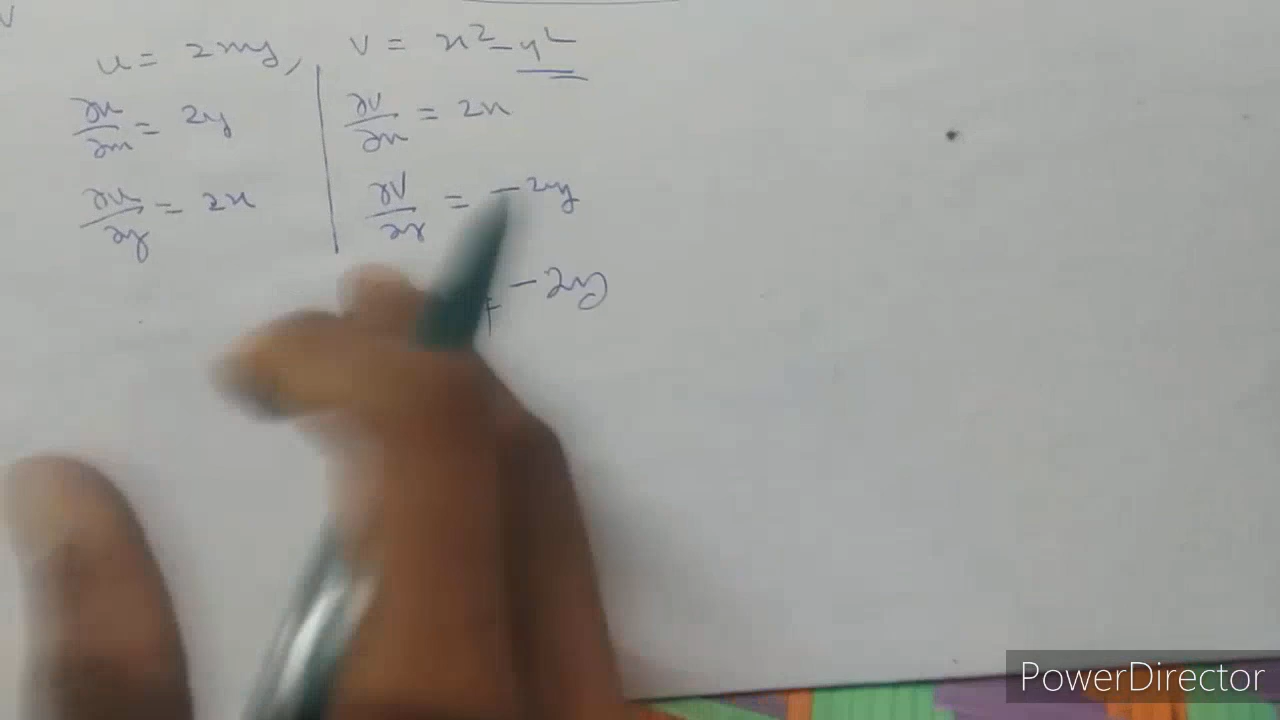 u = 2xy, v = x² - y²
∂u/∂x = 2y ∂v/∂x = 2x
∂u/∂y = 2x ∂v/∂x = -2y
-2y
PowerDirector